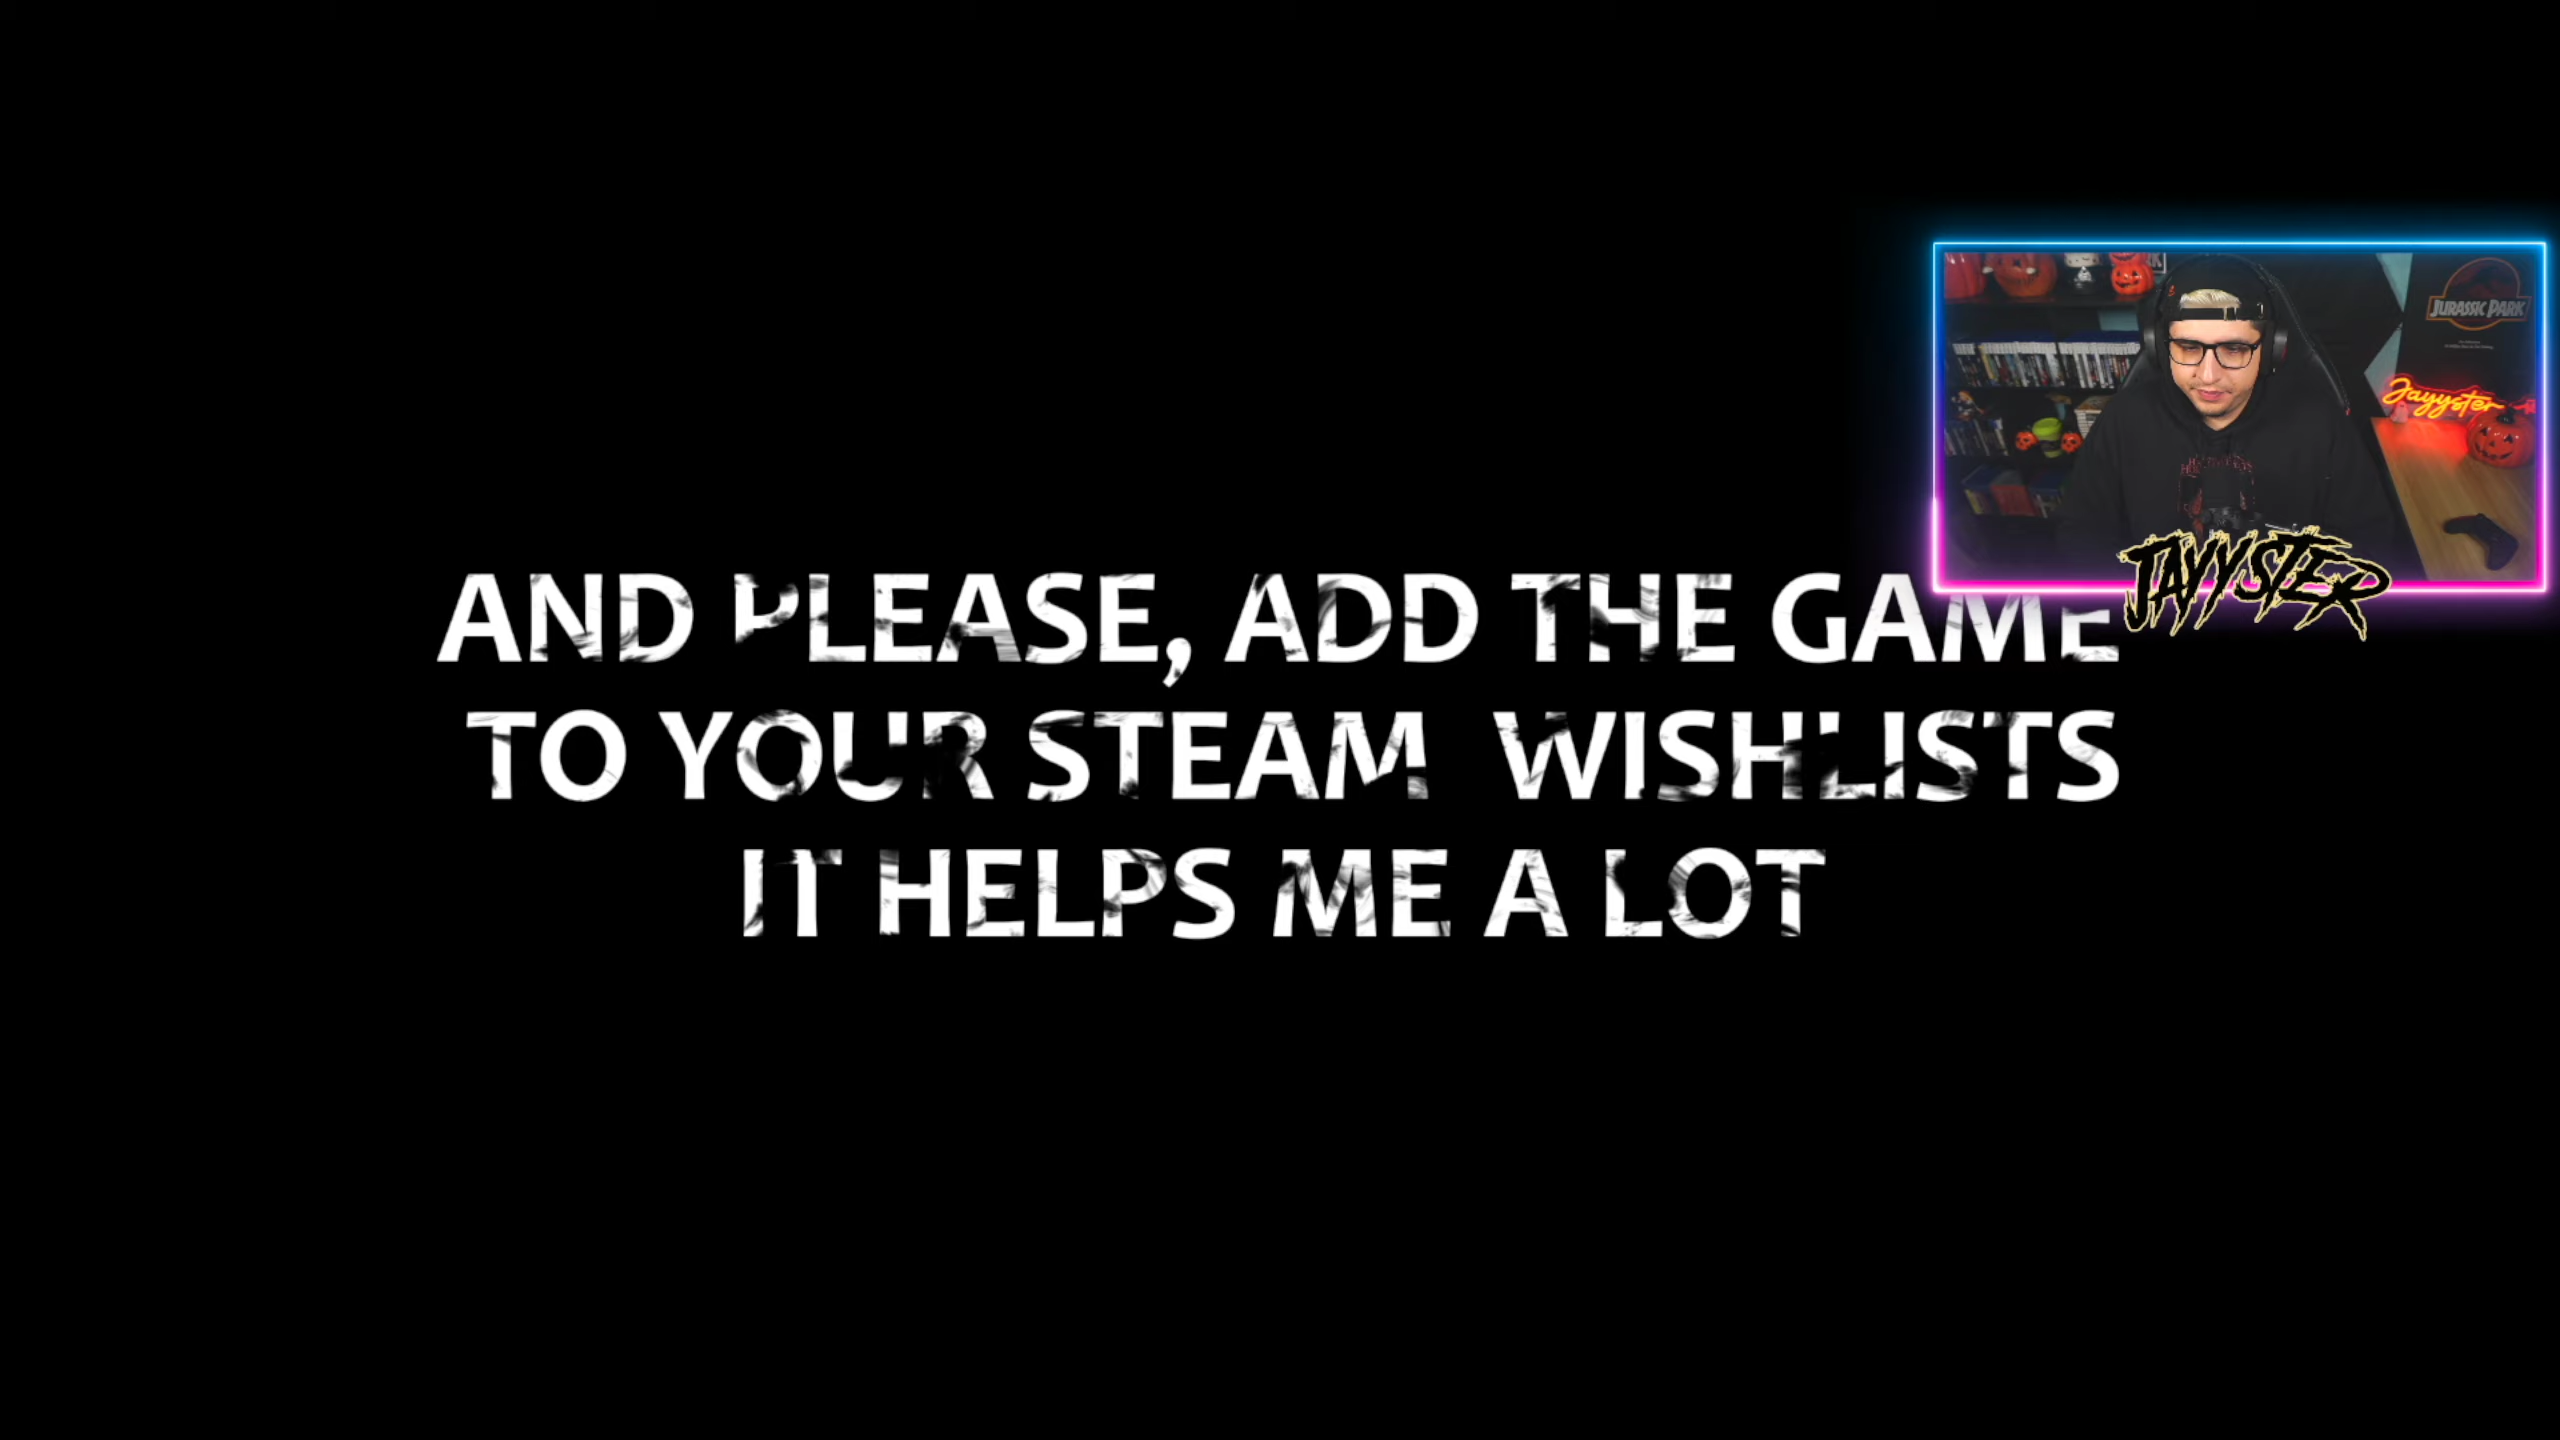 JURASSIC PARK
Jayyster
JAYYSTER
AND PLEASE, ADD THE GAME
TO YOUR STEAM WISHLISTS
IT HELPS ME A LOT